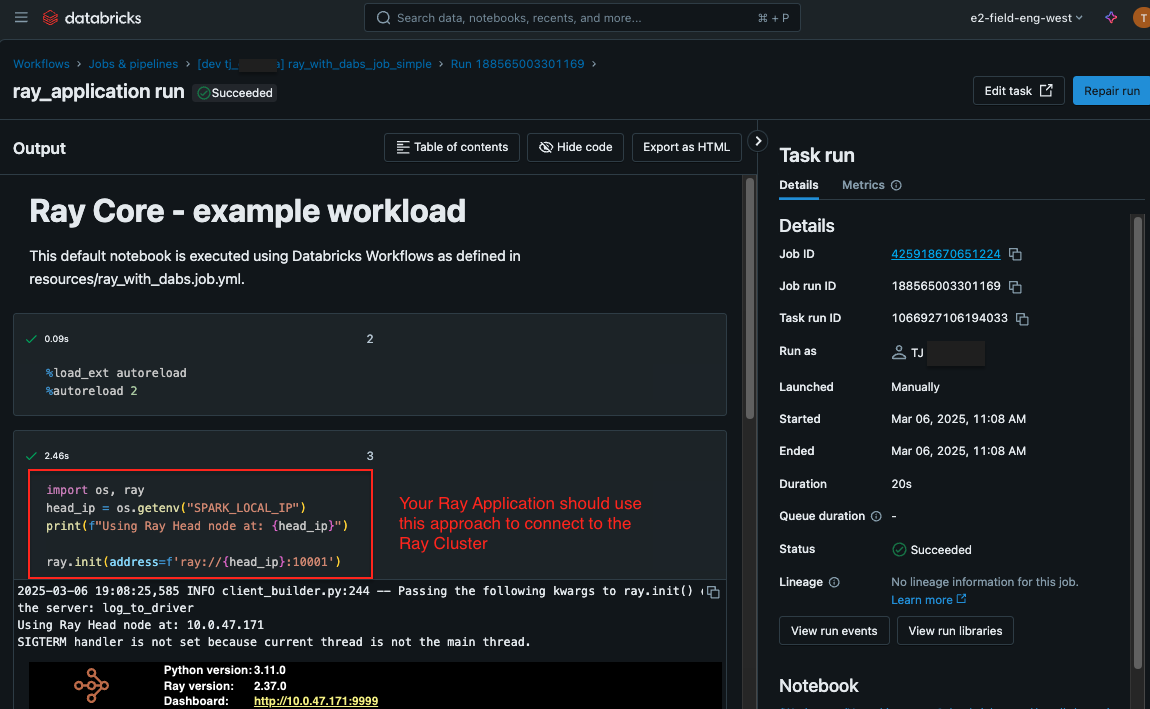 databricks
Search data, notebooks, recents, and more...
⌘ + P
e2-field-eng-west
T
Workflows › Jobs & pipelines › [dev tj_ a] ray_with_dabs_job_simple › Run 188565003301169 ›
ray_application run
Succeeded
Edit task
Repair run
Output
Table of contents
Hide code
Export as HTML
Ray Core - example workload
This default notebook is executed using Databricks Workflows as defined in
resources/ray_with_dabs.job.yml.
0.09s
2
%load_ext autoreload
%autoreload 2
2.46s
3
import os, ray
head_ip = os.getenv("SPARK_LOCAL_IP")
print(f"Using Ray Head node at: {head_ip}")
ray.init(address=f'ray://{head_ip}:10001')
Your Ray Application should use
this approach to connect to the
Ray Cluster
2025-03-06 19:08:25,585 INFO client_builder.py:244 -- Passing the following kwargs to ray.init()
the server: log_to_driver
Using Ray Head node at: 10.0.47.171
SIGTERM handler is not set because current thread is not the main thread.
Python version: 3.11.0
Ray version: 2.37.0
Dashboard: http://10.0.47.171:9999
Task run
Details
Metrics
Details
Job ID 425918670651224
Job run ID 188565003301169
Task run ID 1066927106194033
Run as TJ
Launched Manually
Started Mar 06, 2025, 11:08 AM
Ended Mar 06, 2025, 11:08 AM
Duration 20s
Queue duration -
Status Succeeded
Lineage No lineage information for this job.
Learn more
View run events
View run libraries
Notebook